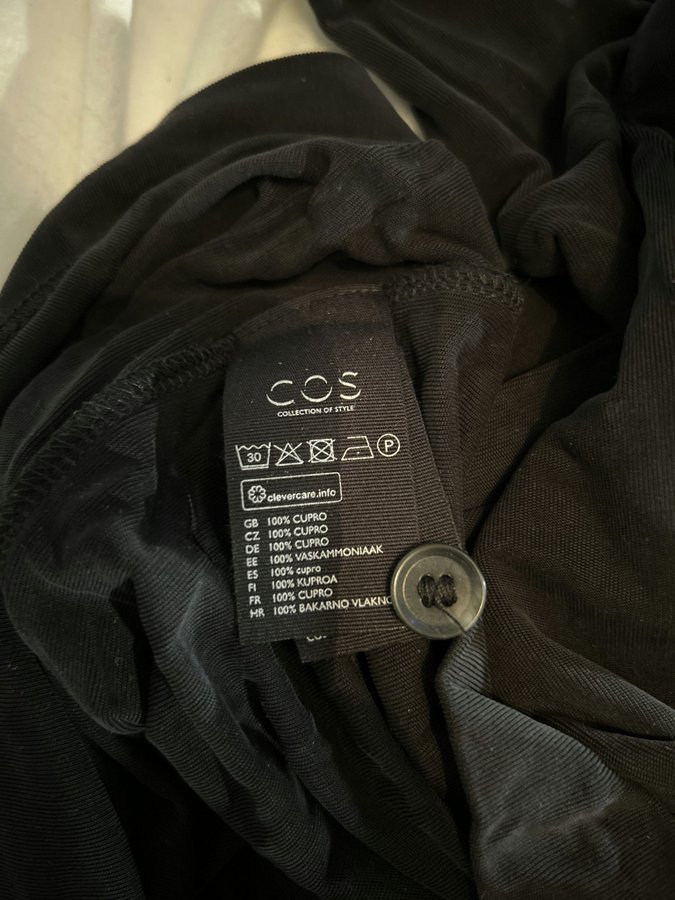 COS
COLLECTION OF STYLE
30
P
clevercare.info
GB 100% CUPRO
CZ 100% CUPRO
DE 100% CUPRO
EE 100% VASKAMMONIAAK
ES 100% cupro
FI 100% KUPROA
FR 100% CUPRO
HR 100% BAKARNO VLAKNO